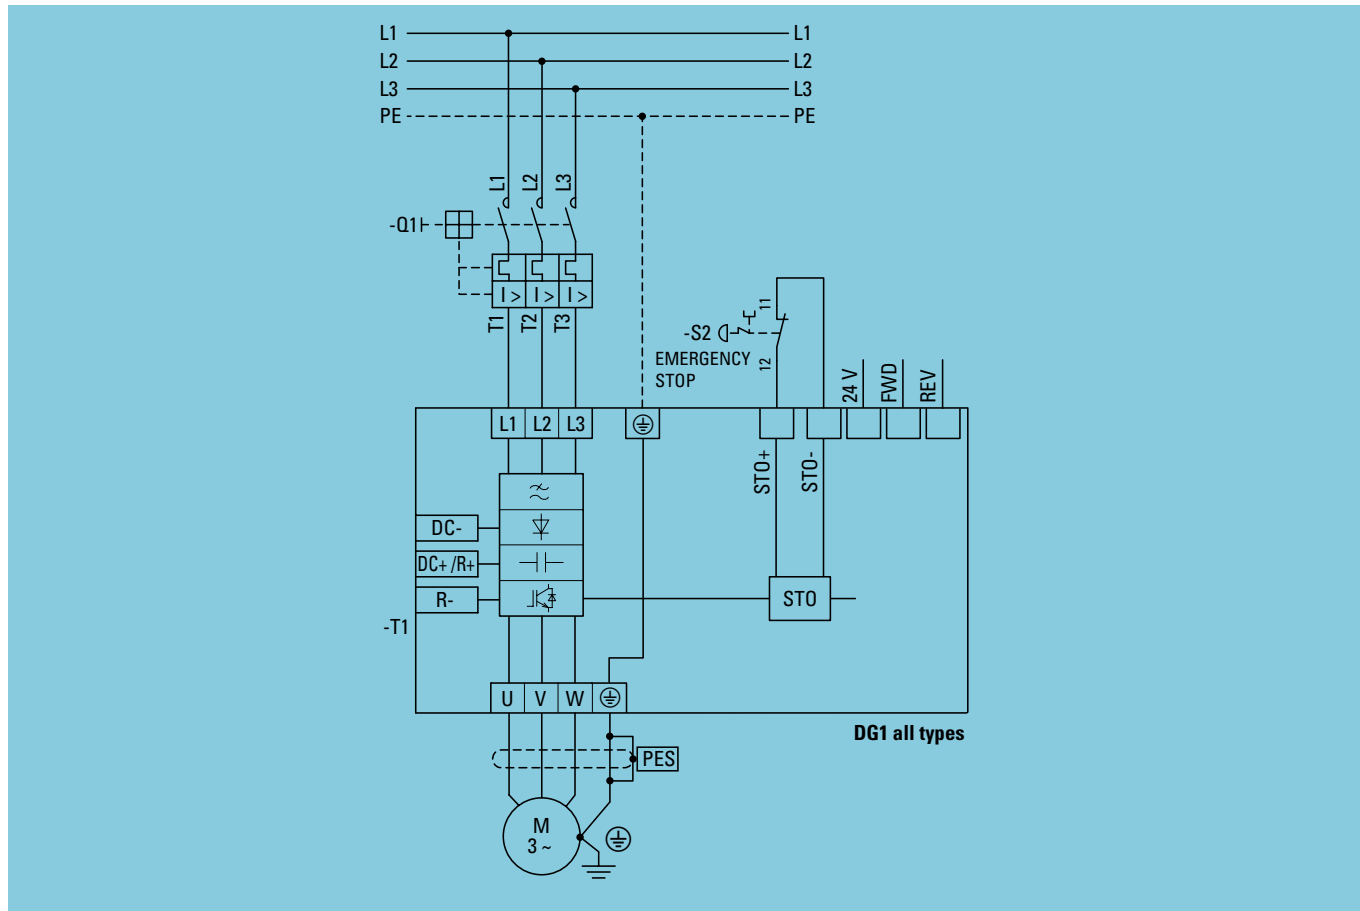 L1 L1
L2 L2
L3 L3
PE PE
L1 L2 L3
-Q1
I > I > I >
T1 T2 T3
11
-S2
EMERGENCY
STOP
12
24 V FWD REV
L1 L2 L3
STO+ STO-
DC-
DC+ /R+
R-
STO
-T1
U V W
DG1 all types
PES
M
3 ~